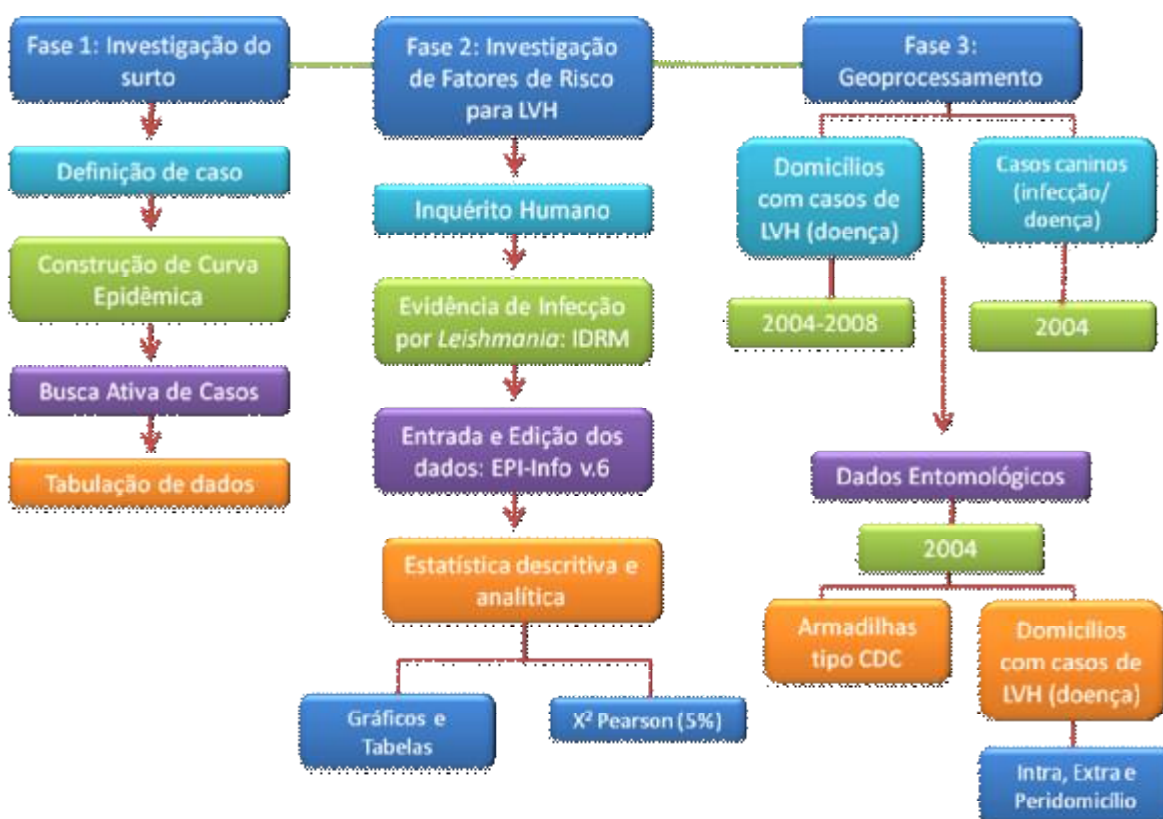 Fase 1: Investigação do
surto
Definição de caso
Construção de Curva
Epidêmica
Busca Ativa de Casos
Tabulação de dados
Fase 2: Investigação
de Fatores de Risco
para LVH
Inquérito Humano
Evidência de Infecção
por Leishmania: IDRM
Entrada e Edição dos
dados: EPI-Info v.6
Estatística descritiva e
analítica
Gráficos e
Tabelas
X² Pearson (5%)
Fase 3:
Geoprocessamento
Domicílios
com casos de
LVH (doença)
2004-2008
Casos caninos
(infecção/
doença)
2004
Dados Entomológicos
2004
Armadilhas
tipo CDC
Domicílios
com casos de
LVH (doença)
Intra, Extra e
Peridomicílio